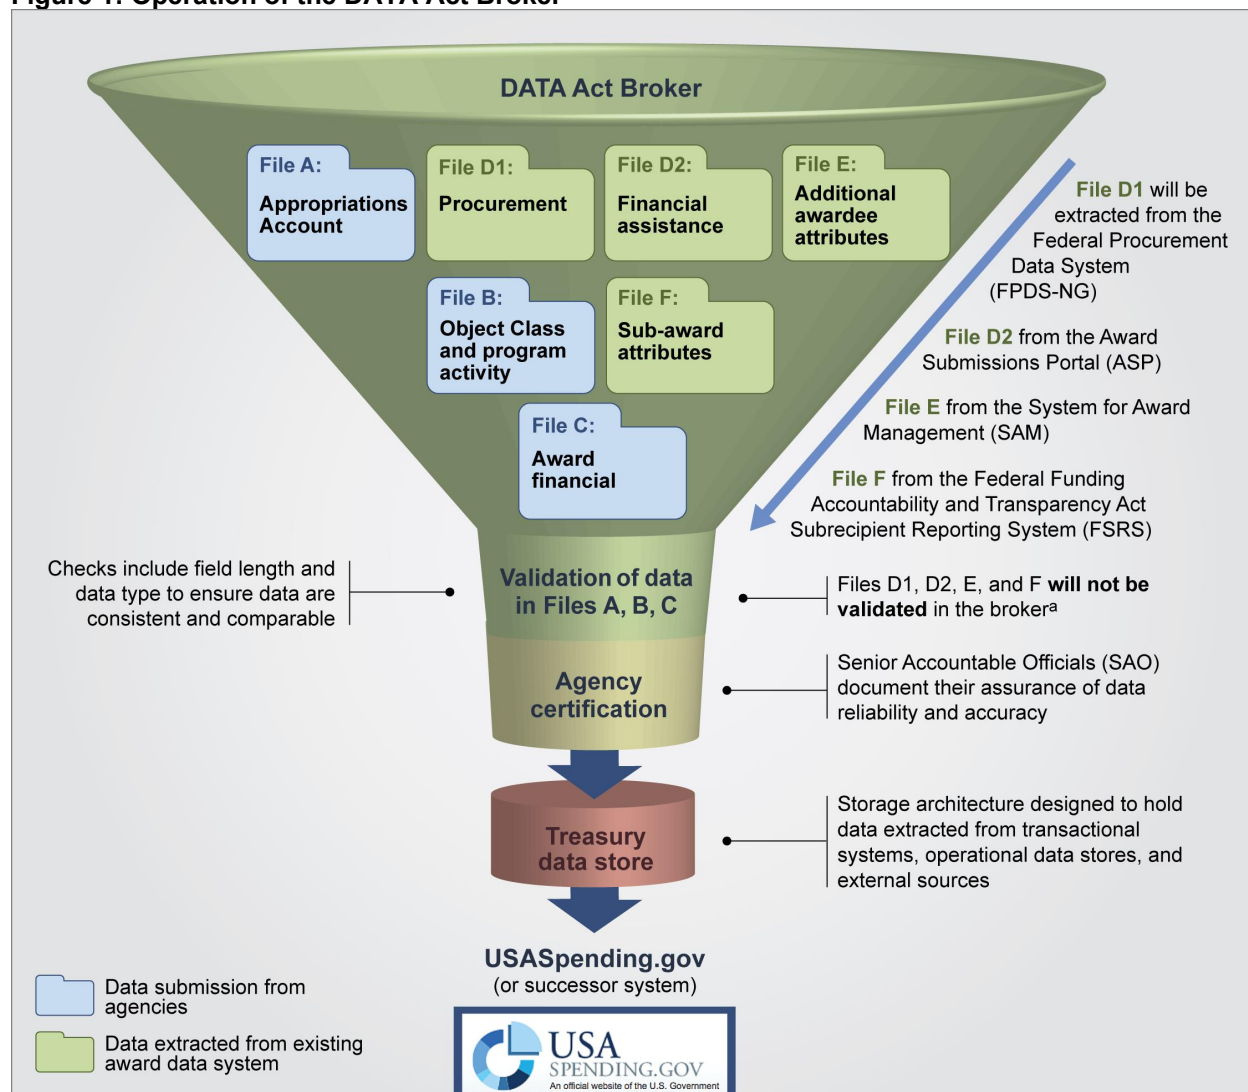 Figure 1: Operation of the DATA Act Broker
DATA Act Broker
File A:
Appropriations
Account
File D1:
Procurement
File D2:
Financial
assistance
File E:
Additional
awardee
attributes
File B:
Object Class
and program
activity
File F:
Sub-award
attributes
File C:
Award
financial
File D1 will be
extracted from the
Federal Procurement
Data System
(FPDS-NG)
File D2 from the Award
Submissions Portal (ASP)
File E from the System for Award
Management (SAM)
File F from the Federal Funding
Accountability and Transparency Act
Subrecipient Reporting System (FSRS)
Checks include field length and
data type to ensure data are
consistent and comparable
Validation of data
in Files A, B, C
Files D1, D2, E, and F will not be
validated in the brokerᵃ
Agency
certification
Senior Accountable Officials (SAO)
document their assurance of data
reliability and accuracy
Treasury
data store
Storage architecture designed to hold
data extracted from transactional
systems, operational data stores, and
external sources
USASpending.gov
(or successor system)
Data submission from
agencies
Data extracted from existing
award data system
USA
SPENDING.GOV
An official website of the U.S. Government